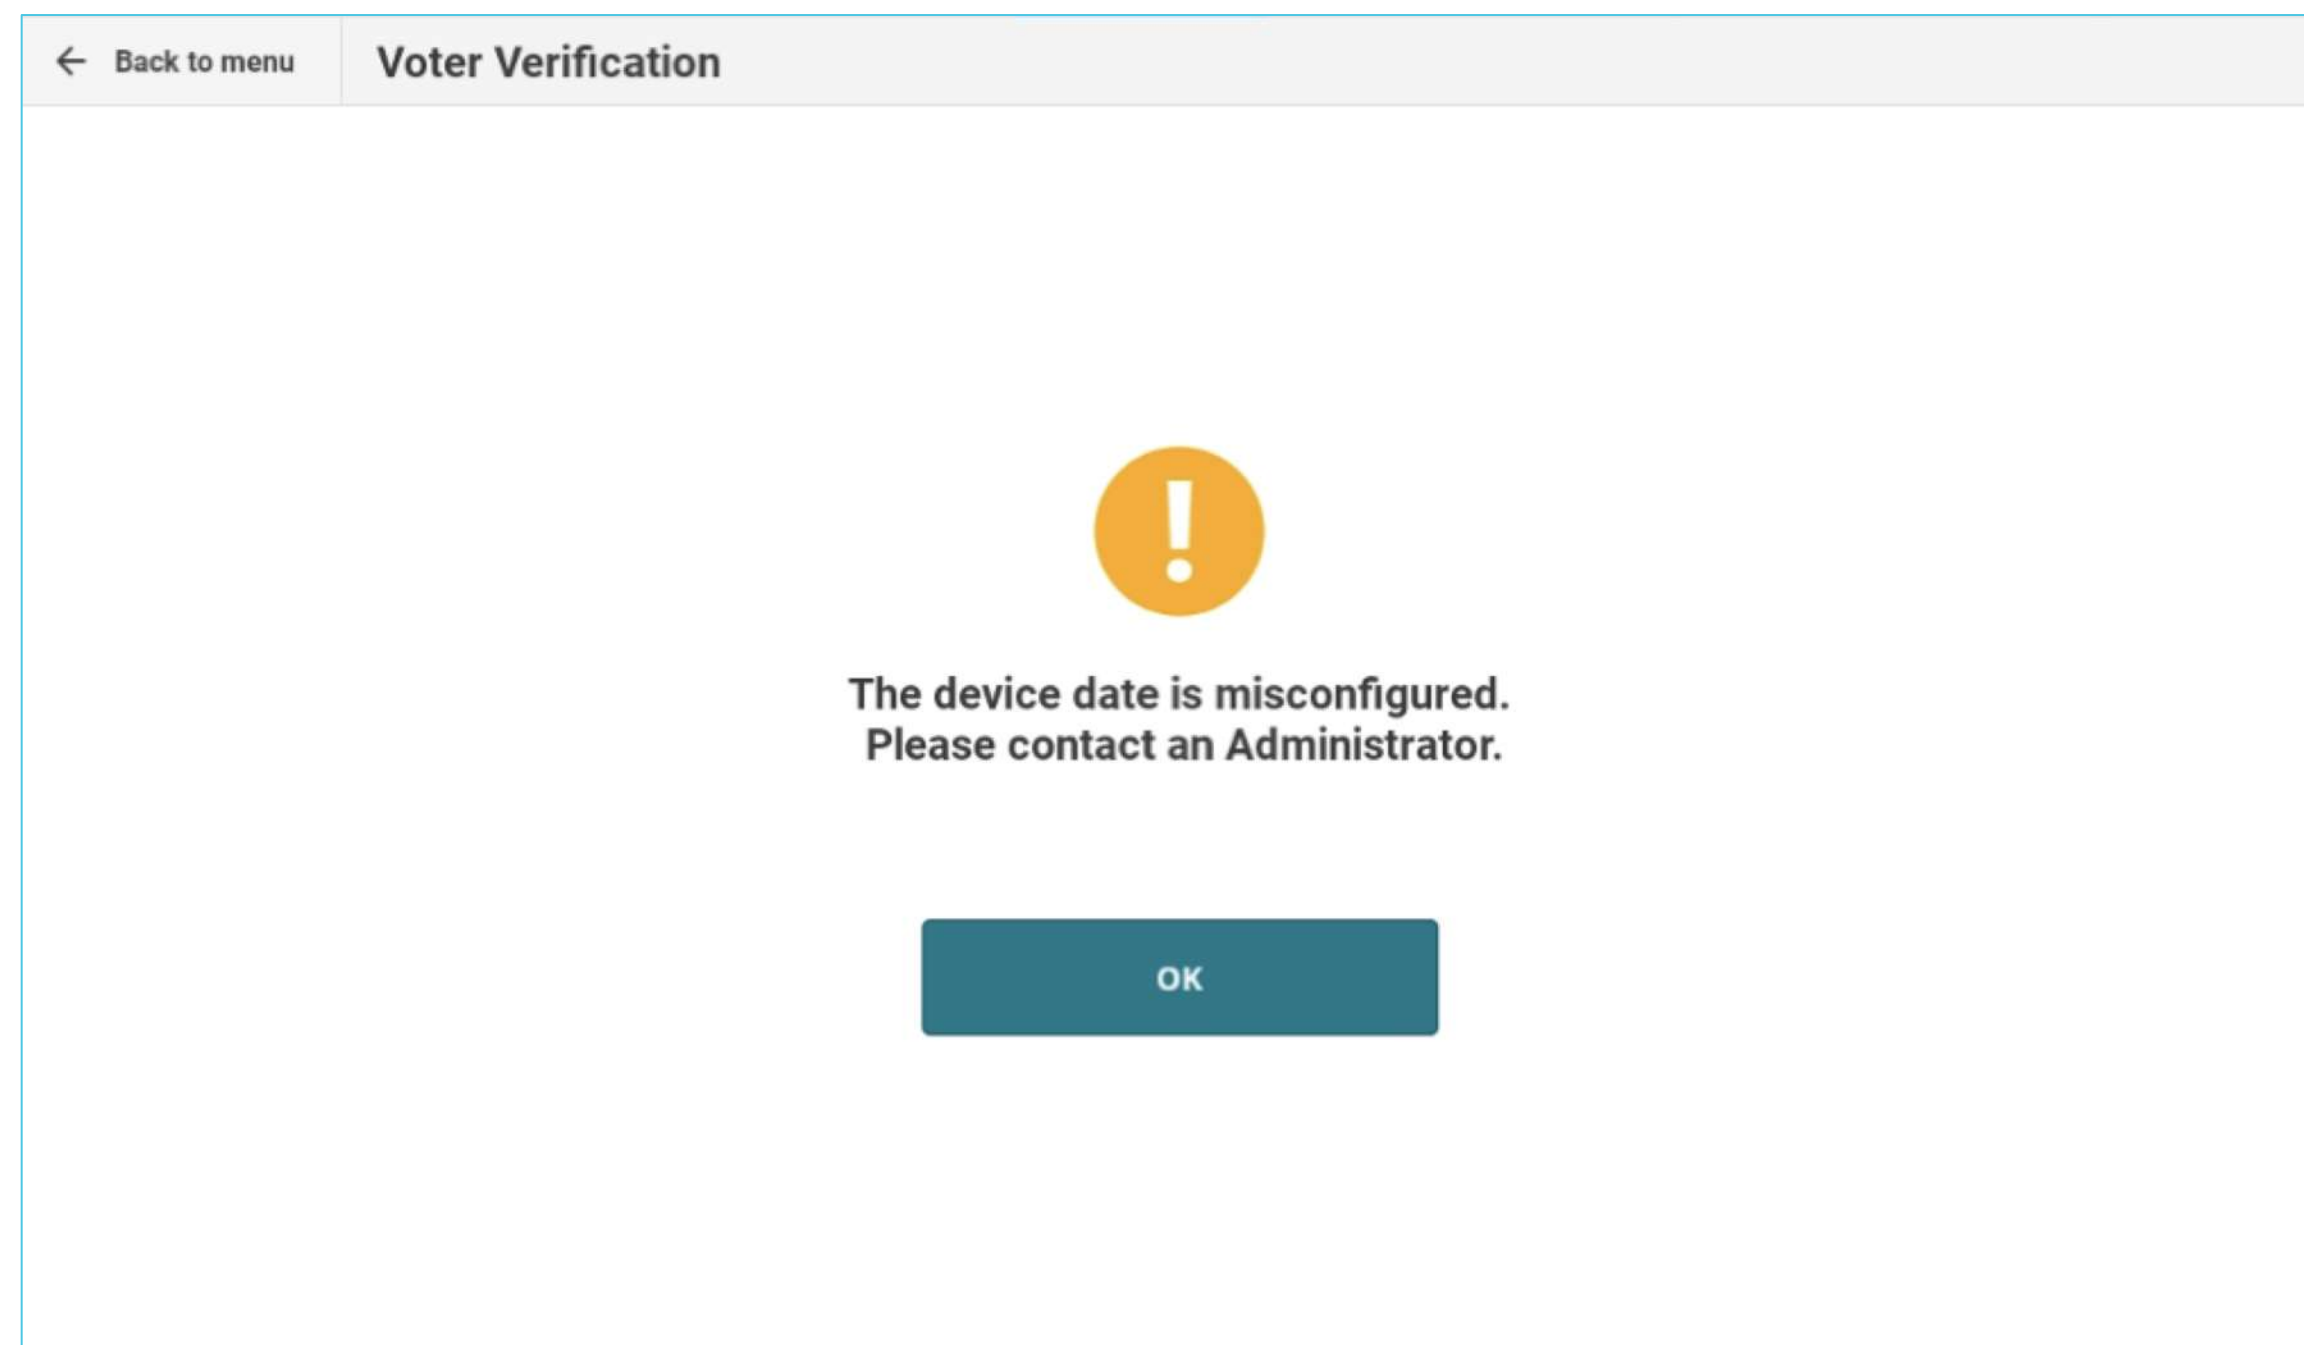 Back to menu
Voter Verification
The device date is misconfigured.
Please contact an Administrator.
OK